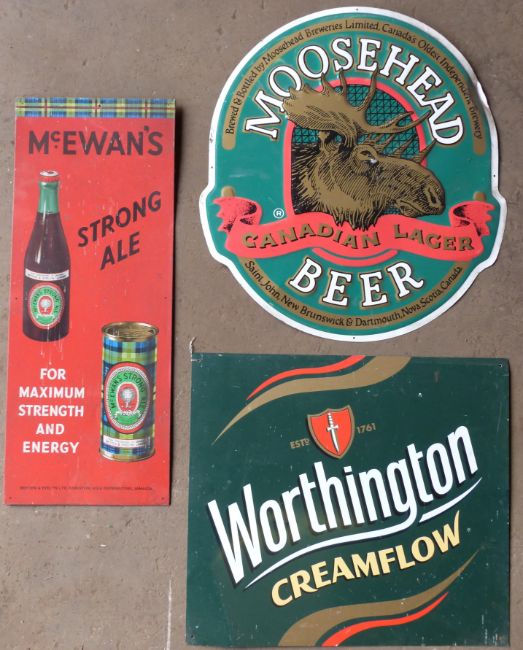 McEWAN'S
STRONG
ALE
FOR
MAXIMUM
STRENGTH
AND
ENERGY
Brewed & Bottled by Moosehead Breweries Limited, Canada's Oldest Independent Brewery
MOOSEHEAD
®
CANADIAN LAGER
BEER
Saint John, New Brunswick & Dartmouth, Nova Scotia, Canada
ESTD 1761
Worthington
CREAMFLOW